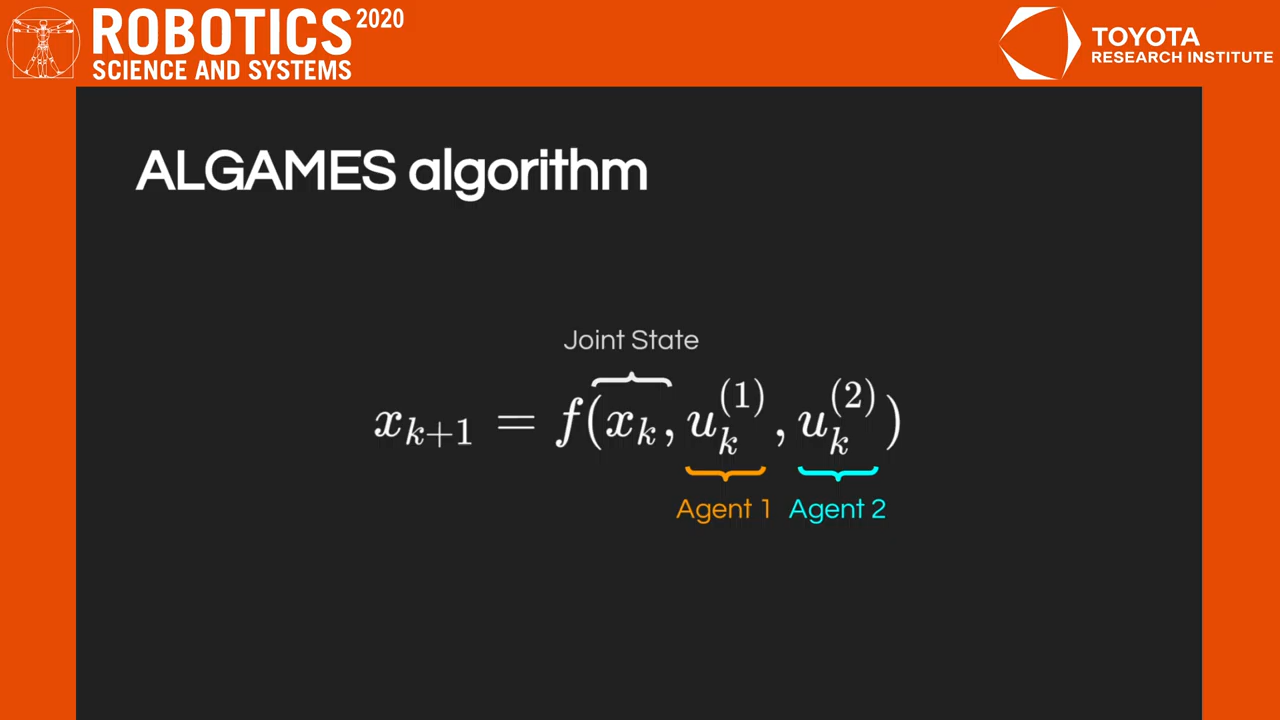 ROBOTICS 2020
SCIENCE AND SYSTEMS
TOYOTA
RESEARCH INSTITUTE
ALGAMES algorithm
Joint State
x_{k+1} = f(x_k, u_k^{(1)}, u_k^{(2)})
Agent 1 Agent 2